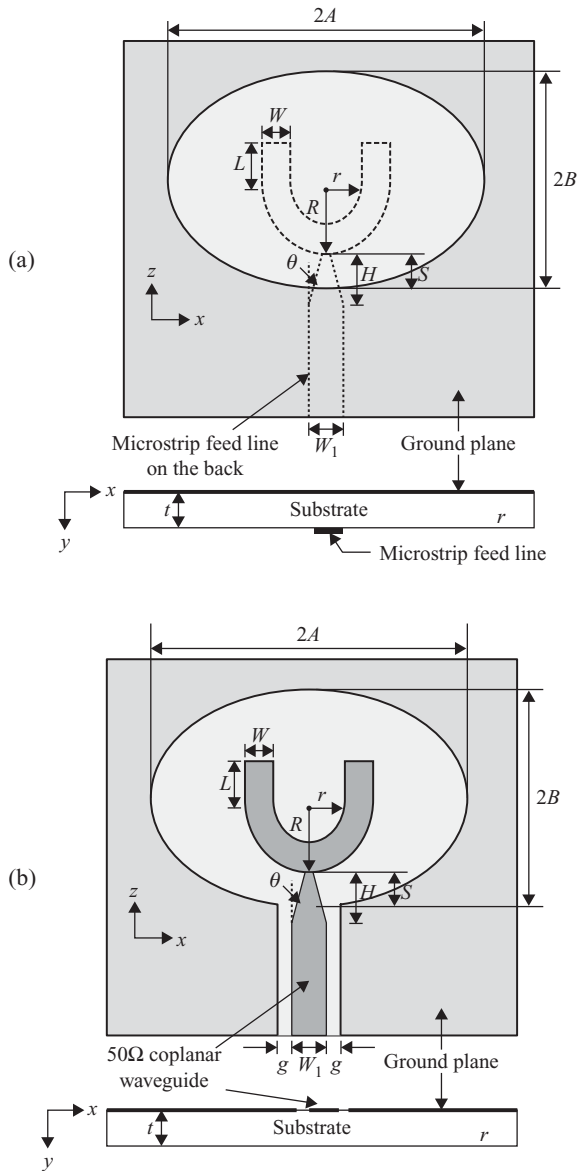 2A
W
L
r
2B
R
(a)
θ
H
S
z
x
Microstrip feed line
on the back
W1
Ground plane
x
t
Substrate
r
y
Microstrip feed line
2A
W
L
r
2B
R
(b)
θ
H
S
z
x
50Ω coplanar
waveguide
g
W1
g
Ground plane
x
t
Substrate
r
y